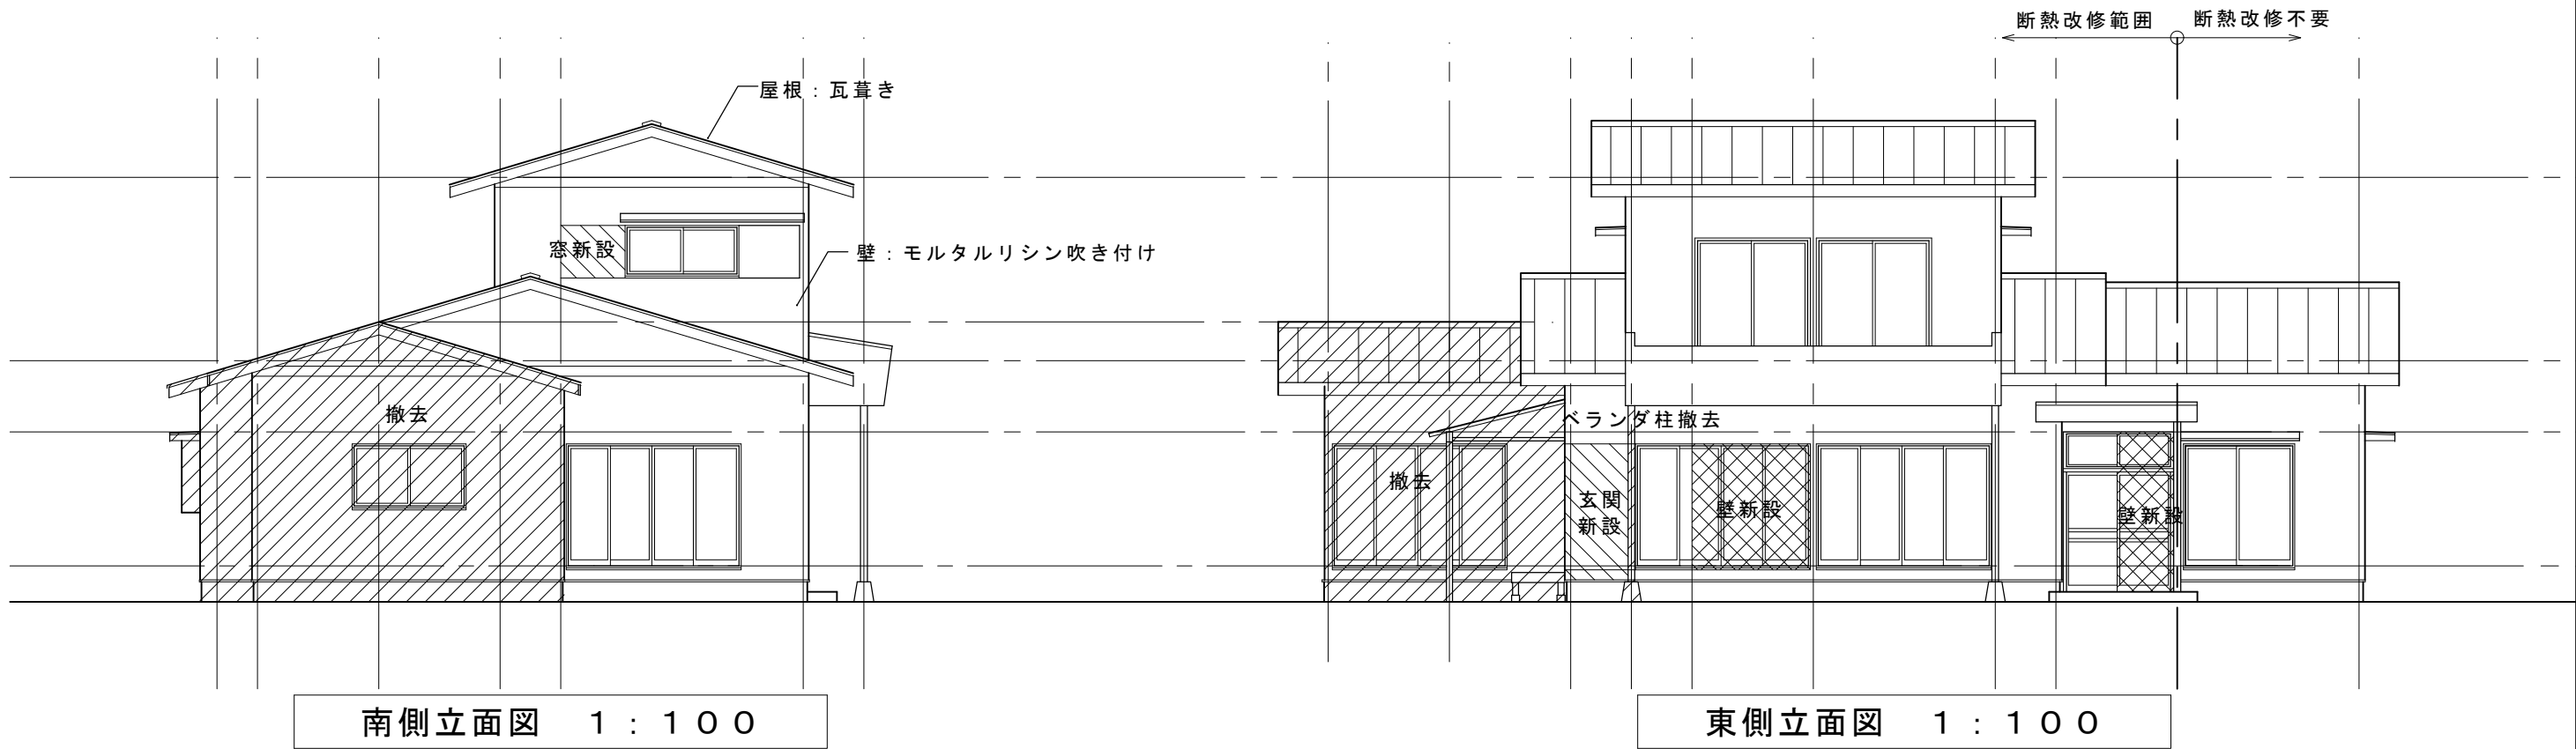 断熱改修範囲　断熱改修不要
屋根：瓦葺き
窓新設
壁：モルタルリシン吹き付け
撤去
ベランダ柱撤去
撤去
玄関
新設
壁新設
壁新設
南側立面図　１：１００
東側立面図　１：１００